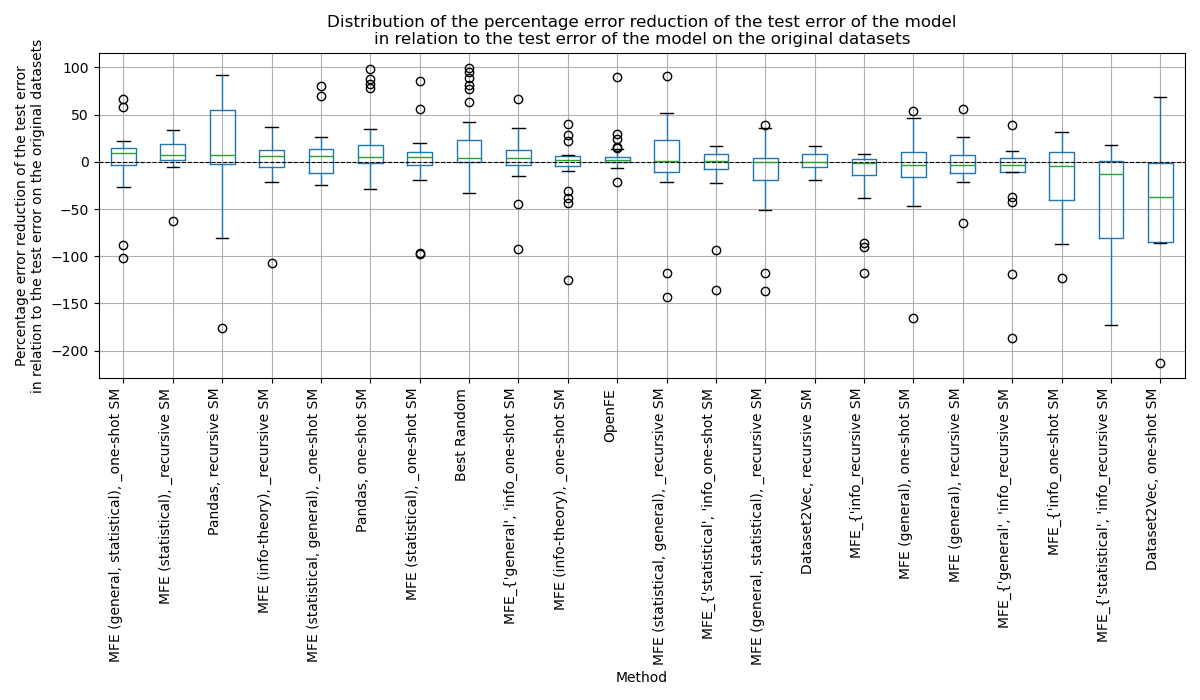 Distribution of the percentage error reduction of the test error of the model
in relation to the test error of the model on the original datasets
Percentage error reduction of the test error
in relation to the test error on the original datasets
100
50
0
−50
−100
−150
−200
MFE (general, statistical), _one-shot SM
MFE (statistical), _recursive SM
Pandas, recursive SM
MFE (info-theory), _recursive SM
MFE (statistical, general), _one-shot SM
Pandas, one-shot SM
MFE (statistical), _one-shot SM
Best Random
MFE_{'general', 'info_one-shot SM
MFE (info-theory), _one-shot SM
OpenFE
MFE (statistical, general), _recursive SM
MFE_{'statistical', 'info_one-shot SM
MFE (general, statistical), _recursive SM
Dataset2Vec, recursive SM
MFE_{'info_recursive SM
MFE (general), one-shot SM
MFE (general), recursive SM
MFE_{'general', 'info_recursive SM
MFE_{'info_one-shot SM
MFE_{'statistical', 'info_recursive SM
Dataset2Vec, one-shot SM
Method